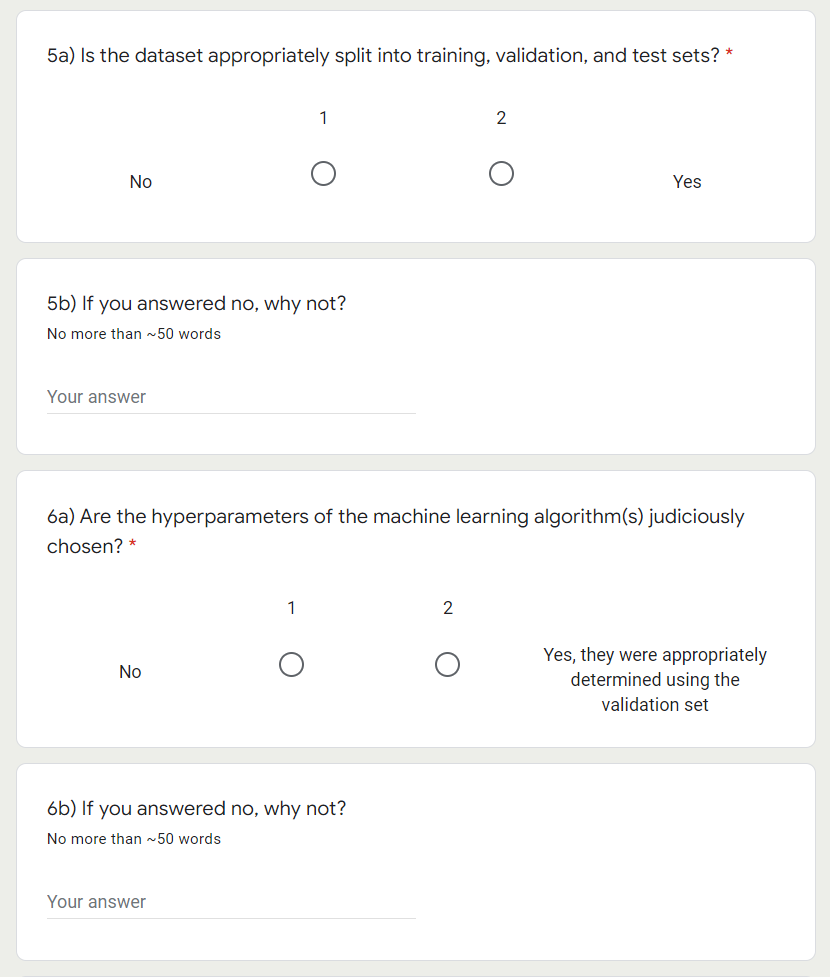 5a) Is the dataset appropriately split into training, validation, and test sets? *
1 2
No Yes
5b) If you answered no, why not?
No more than ~50 words
Your answer
6a) Are the hyperparameters of the machine learning algorithm(s) judiciously
chosen? *
1 2
No
Yes, they were appropriately
determined using the
validation set
6b) If you answered no, why not?
No more than ~50 words
Your answer